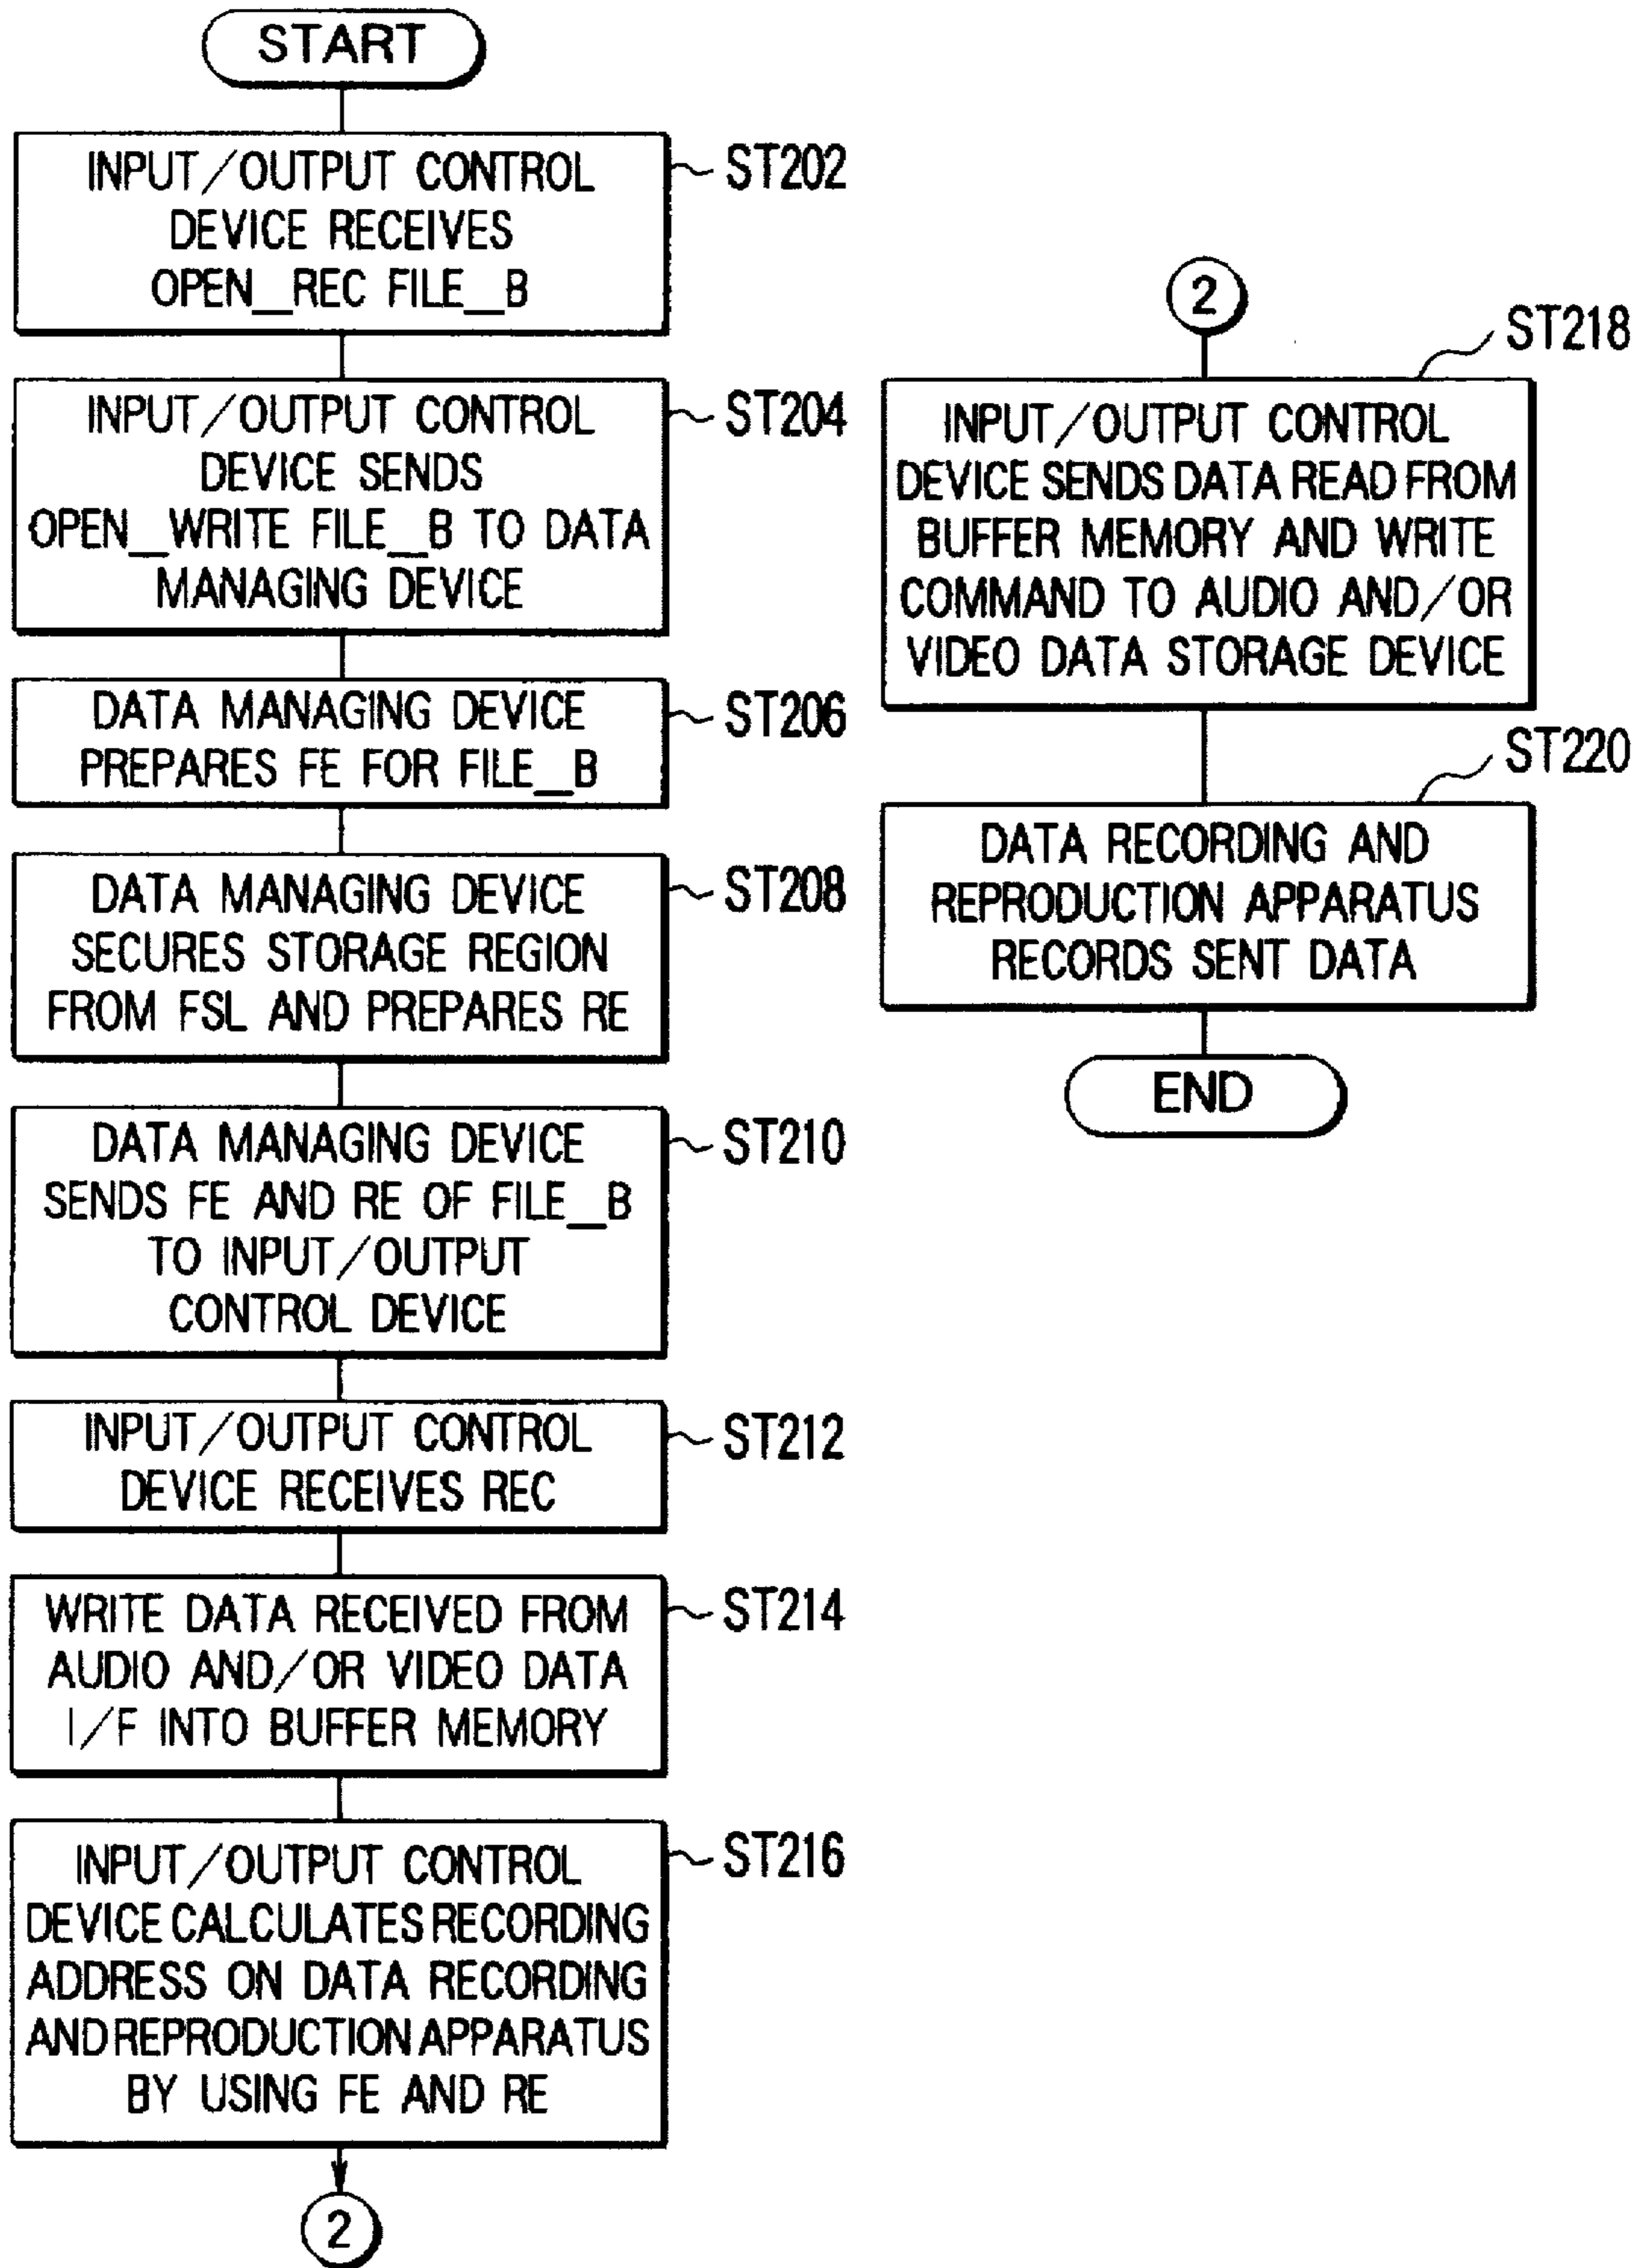 START
INPUT/OUTPUT CONTROL
DEVICE RECEIVES
OPEN__REC FILE__B
ST202
INPUT/OUTPUT CONTROL
DEVICE SENDS
OPEN__WRITE FILE__B TO DATA
MANAGING DEVICE
ST204
DATA MANAGING DEVICE
PREPARES FE FOR FILE__B
ST206
DATA MANAGING DEVICE
SECURES STORAGE REGION
FROM FSL AND PREPARES RE
ST208
DATA MANAGING DEVICE
SENDS FE AND RE OF FILE__B
TO INPUT/OUTPUT
CONTROL DEVICE
ST210
INPUT/OUTPUT CONTROL
DEVICE RECEIVES REC
ST212
WRITE DATA RECEIVED FROM
AUDIO AND/OR VIDEO DATA
I/F INTO BUFFER MEMORY
ST214
INPUT/OUTPUT CONTROL
DEVICE CALCULATES RECORDING
ADDRESS ON DATA RECORDING
AND REPRODUCTION APPARATUS
BY USING FE AND RE
ST216
2
2
INPUT/OUTPUT CONTROL
DEVICE SENDS DATA READ FROM
BUFFER MEMORY AND WRITE
COMMAND TO AUDIO AND/OR
VIDEO DATA STORAGE DEVICE
ST218
DATA RECORDING AND
REPRODUCTION APPARATUS
RECORDS SENT DATA
ST220
END